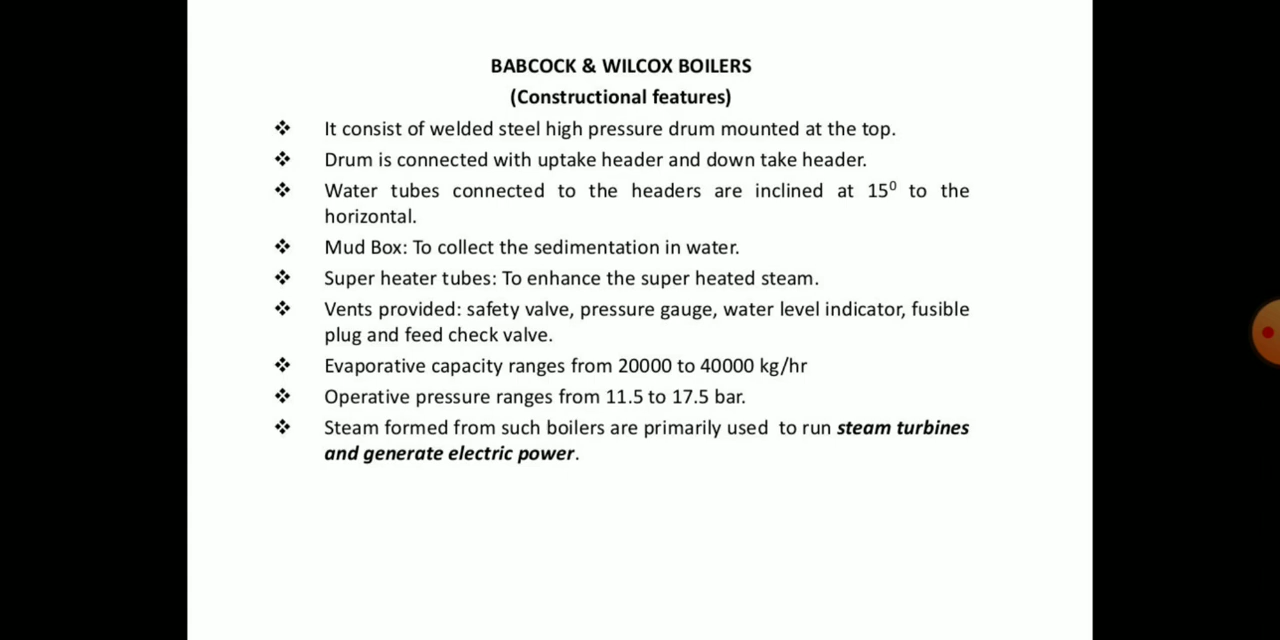 BABCOCK & WILCOX BOILERS
(Constructional features)
❖ It consist of welded steel high pressure drum mounted at the top.
❖ Drum is connected with uptake header and down take header.
❖ Water tubes connected to the headers are inclined at 15⁰ to the
horizontal.
❖ Mud Box: To collect the sedimentation in water.
❖ Super heater tubes: To enhance the super heated steam.
❖ Vents provided: safety valve, pressure gauge, water level indicator, fusible
plug and feed check valve.
❖ Evaporative capacity ranges from 20000 to 40000 kg/hr
❖ Operative pressure ranges from 11.5 to 17.5 bar.
❖ Steam formed from such boilers are primarily used to run steam turbines
and generate electric power.